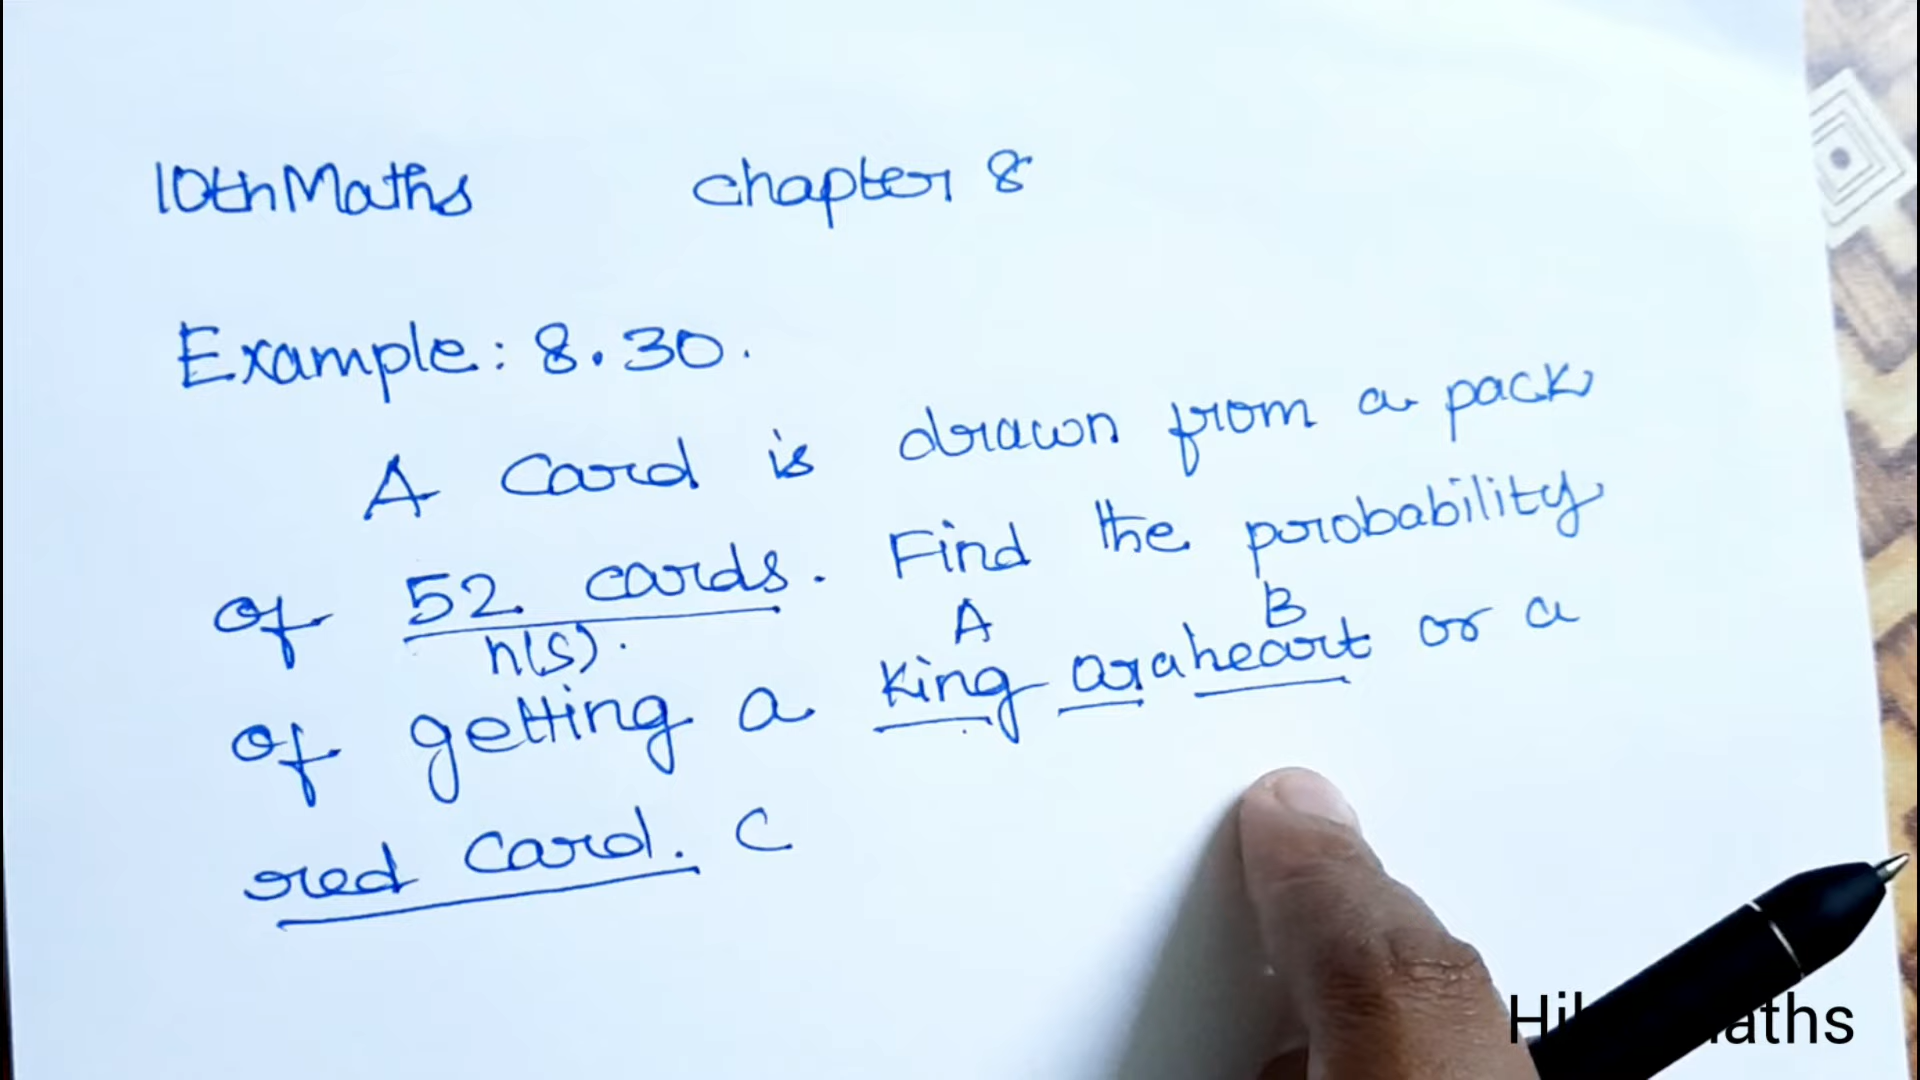 10th Maths chapter 8
Example: 8.30.
A card is drawn from a pack
of 52 cards. Find the probability
n(s). A B
of getting a king or a heart or a
red card. C
Maths